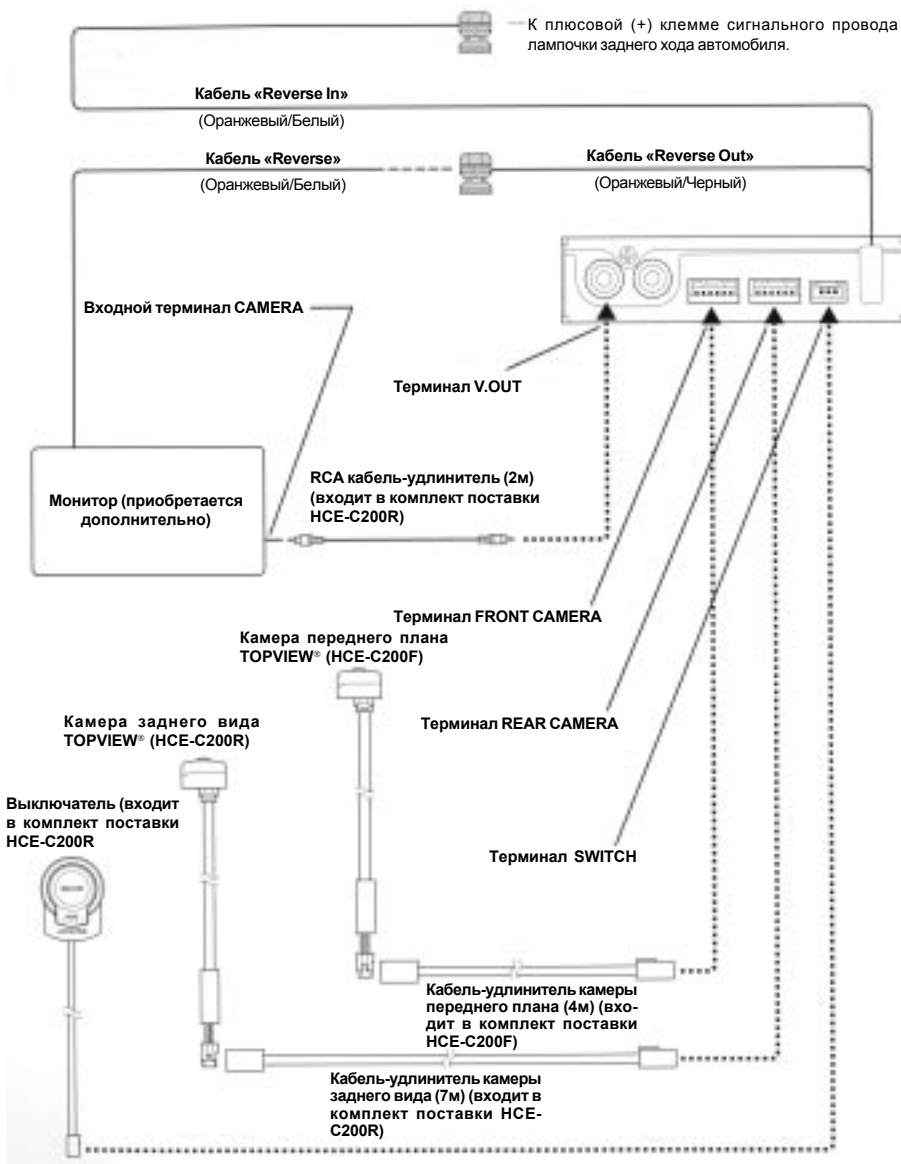 К плюсовой (+) клемме сигнального провода
лампочки заднего хода автомобиля.
Кабель «Reverse In»
(Оранжевый/Белый)
Кабель «Reverse»
(Оранжевый/Белый)
Кабель «Reverse Out»
(Оранжевый/Черный)
Входной терминал CAMERA
Терминал V.OUT
Монитор (приобретается
дополнительно)
RCA кабель-удлинитель (2м)
(входит в комплект поставки
HCE-C200R)
Терминал FRONT CAMERA
Камера переднего плана
TOPVIEW® (HCE-C200F)
Терминал REAR CAMERA
Камера заднего вида
TOPVIEW® (HCE-C200R)
Выключатель (входит
в комплект поставки
HCE-C200R
Терминал SWITCH
Кабель-удлинитель камеры
переднего плана (4м) (вхо-
дит в комплект поставки
HCE-C200F)
Кабель-удлинитель камеры
заднего вида (7м) (входит в
комплект поставки HCE-
C200R)